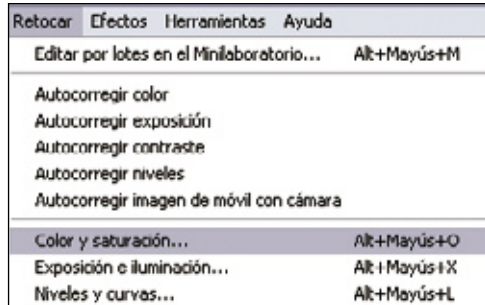 Retocar Efectos Herramientas Ayuda
Editar por lotes en el Minilaboratorio... Alt+Mayús+M
Autocorregir color
Autocorregir exposición
Autocorregir contraste
Autocorregir niveles
Autocorregir imagen de móvil con cámara
Color y saturación... Alt+Mayús+O
Exposición e iluminación... Alt+Mayús+X
Niveles y curvas... Alt+Mayús+L